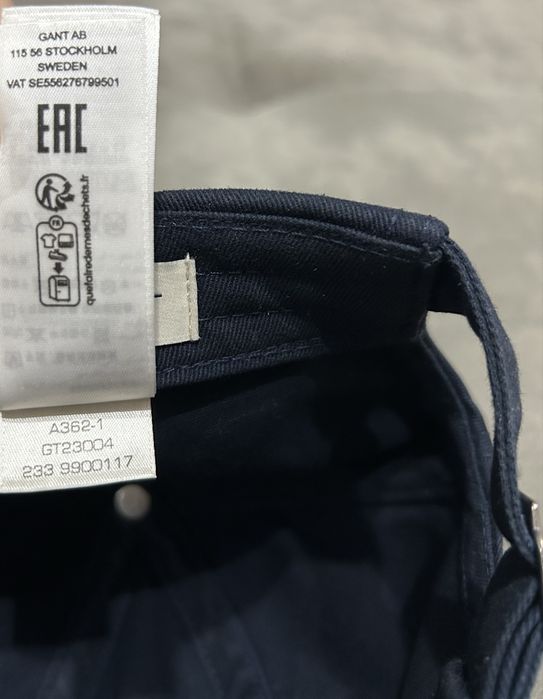 GANT AB
115 56 STOCKHOLM
SWEDEN
VAT SE556276799501
EAC
quefairedemesdechets.fr
A362-1
GT23004
233 9900117